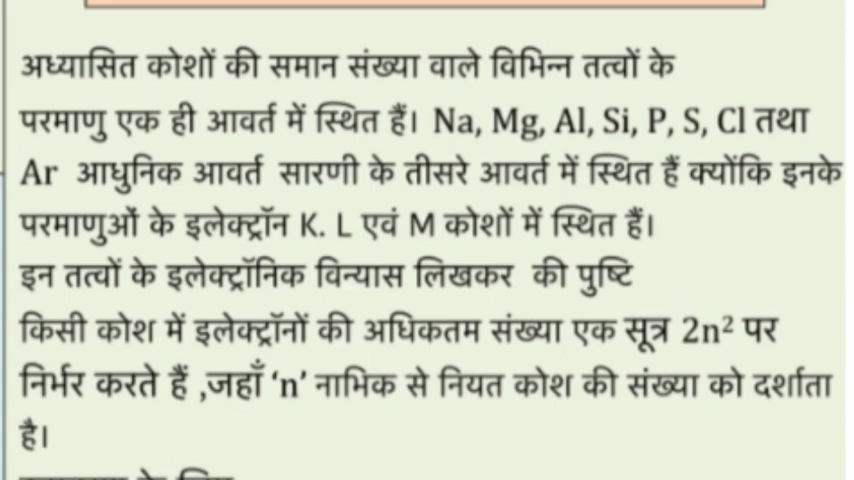 अध्यासित कोशों की समान संख्या वाले विभिन्न तत्वों के
परमाणु एक ही आवर्त में स्थित हैं। Na, Mg, Al, Si, P, S, Cl तथा
Ar आधुनिक आवर्त सारणी के तीसरे आवर्त में स्थित हैं क्योंकि इनके
परमाणुओं के इलेक्ट्रॉन K. L एवं M कोशों में स्थित हैं।
इन तत्वों के इलेक्ट्रॉनिक विन्यास लिखकर की पुष्टि
किसी कोश में इलेक्ट्रॉनों की अधिकतम संख्या एक सूत्र 2n² पर
निर्भर करते हैं ,जहाँ ‘n’ नाभिक से नियत कोश की संख्या को दर्शाता
है।